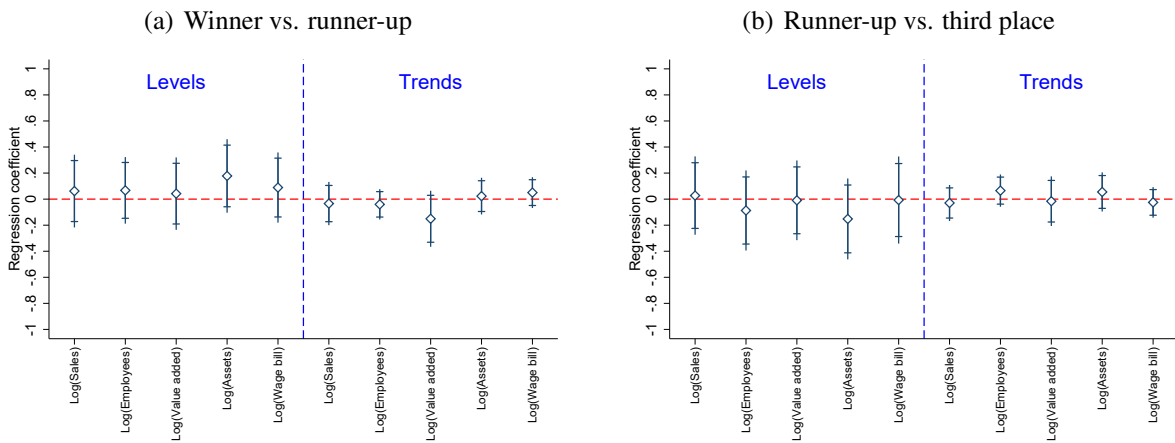 (a) Winner vs. runner-up
Regression coefficient
1
.8
.6
.4
.2
0
-.2
-.4
-.6
-.8
-1
Levels
Trends
Log(Sales)
Log(Employees)
Log(Value added)
Log(Assets)
Log(Wage bill)
Log(Sales)
Log(Employees)
Log(Value added)
Log(Assets)
Log(Wage bill)
(b) Runner-up vs. third place
Regression coefficient
1
.8
.6
.4
.2
0
-.2
-.4
-.6
-.8
-1
Levels
Trends
Log(Sales)
Log(Employees)
Log(Value added)
Log(Assets)
Log(Wage bill)
Log(Sales)
Log(Employees)
Log(Value added)
Log(Assets)
Log(Wage bill)